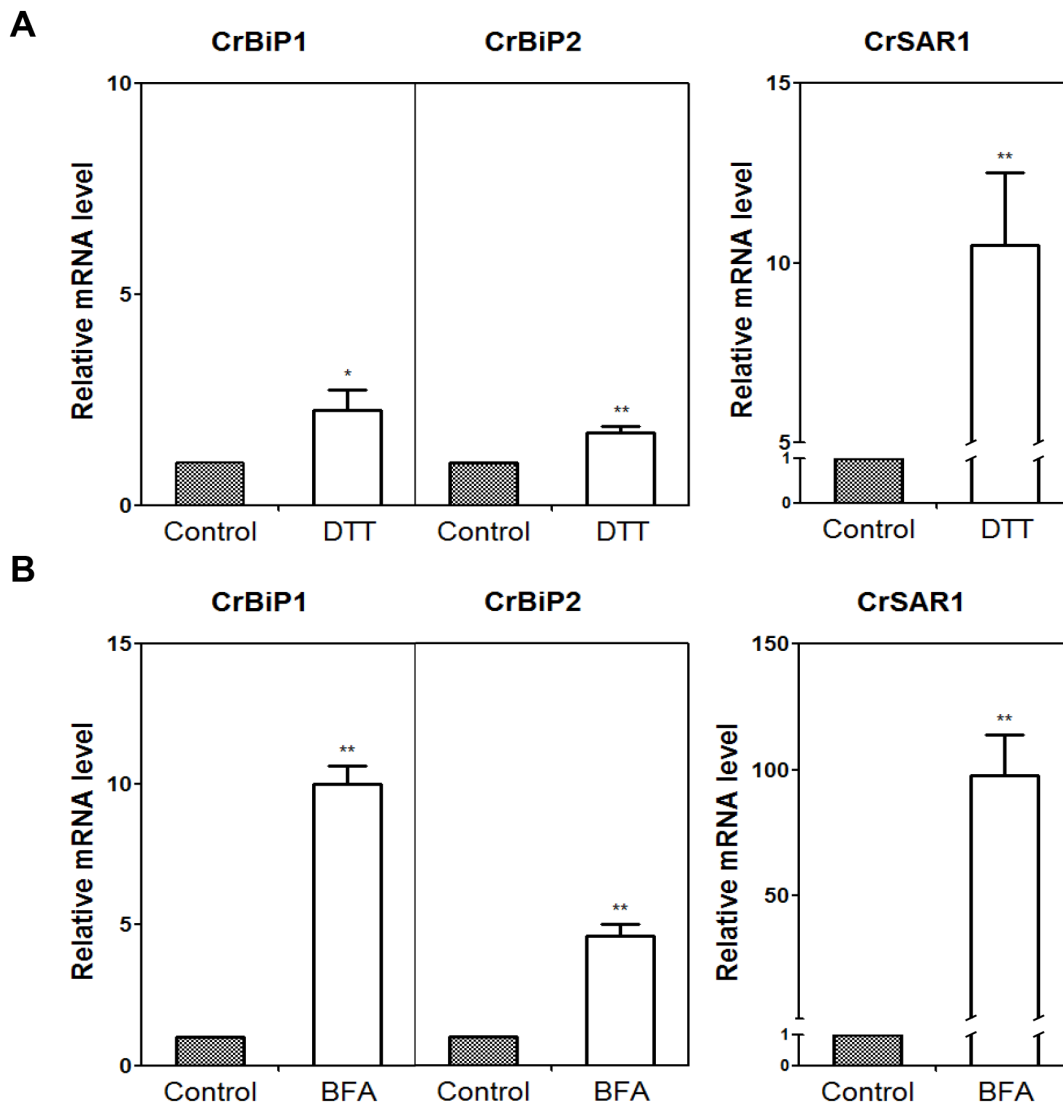 A
CrBiP1 CrBiP2 CrSAR1
Relative mRNA level
10
5
0
*
**
Control DTT Control DTT
Relative mRNA level
15
10
5
1
0
**
Control DTT
B
CrBiP1 CrBiP2 CrSAR1
Relative mRNA level
15
10
5
0
**
**
Control BFA Control BFA
Relative mRNA level
150
100
50
1
0
**
Control BFA